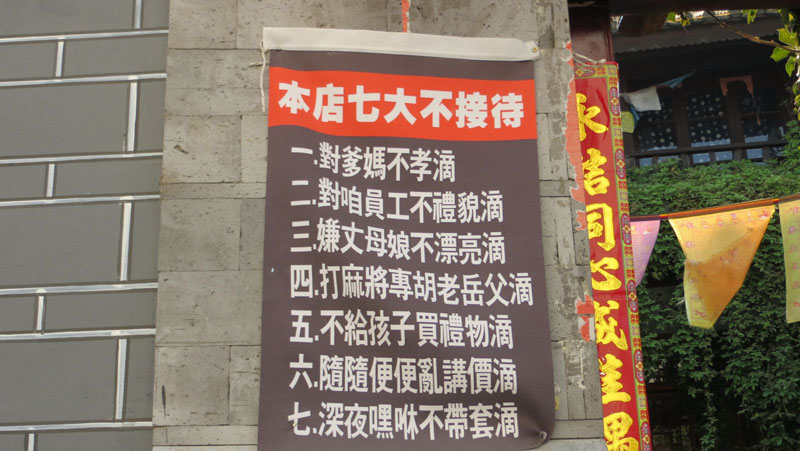 本店七大不接待
一.對爹媽不孝滴
二.對咱員工不禮貌滴
三.嫌丈母娘不漂亮滴
四.打麻將專胡老岳父滴
五.不給孩子買禮物滴
六.隨隨便便亂講價滴
七.深夜嘿咻不帶套滴
永结同心成佳偶